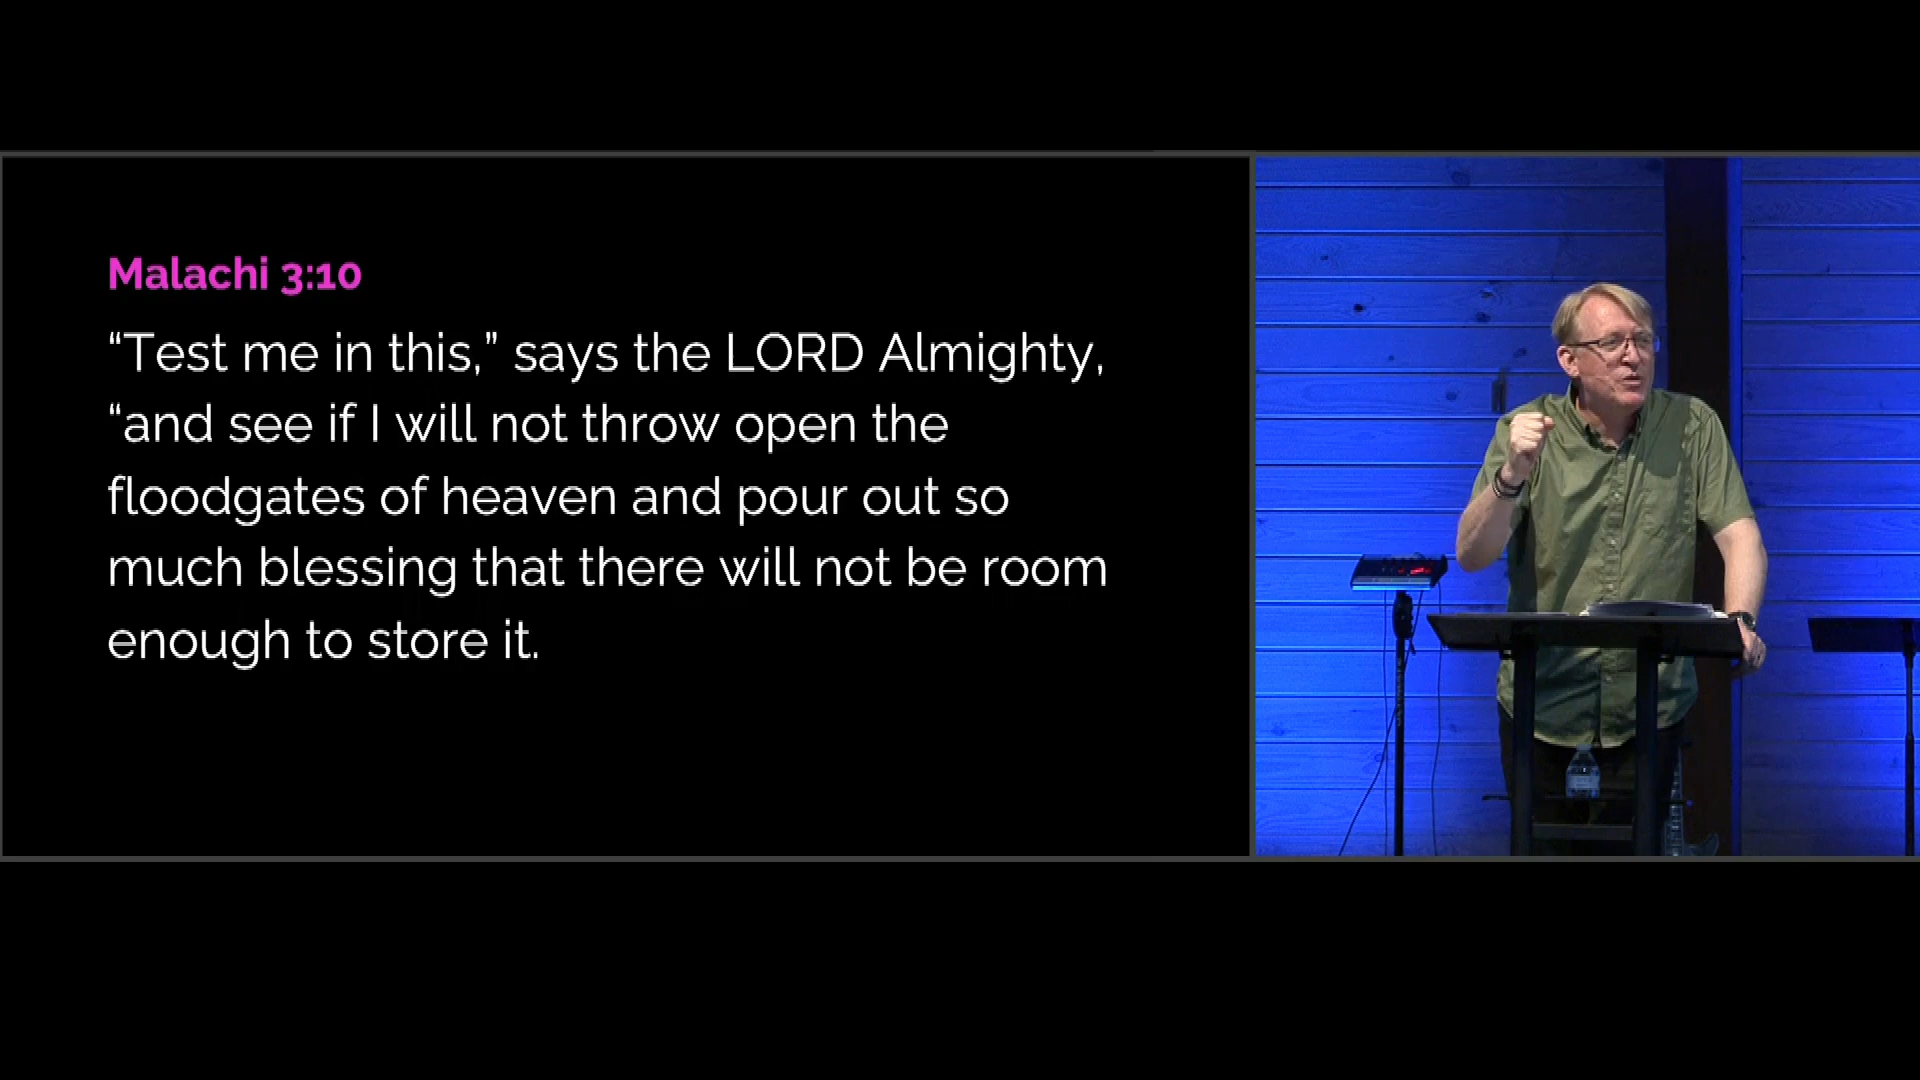 Malachi 3:10
“Test me in this,” says the LORD Almighty,
“and see if I will not throw open the
floodgates of heaven and pour out so
much blessing that there will not be room
enough to store it.